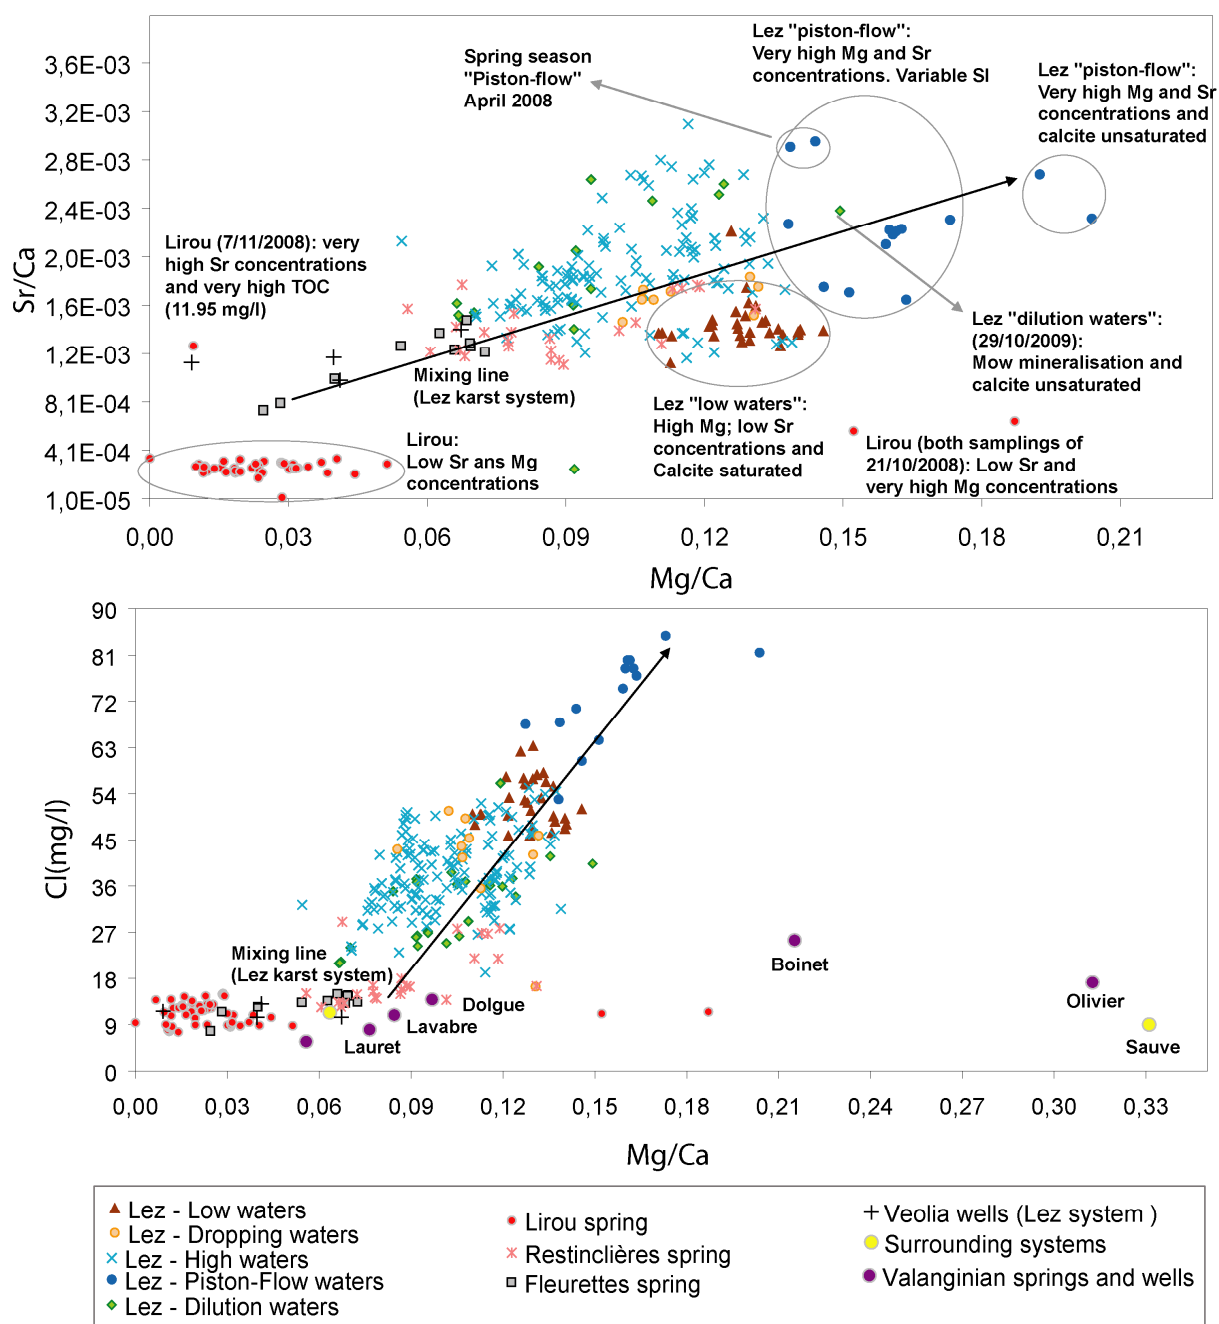 Spring season
"Piston-flow"
April 2008
Lez "piston-flow":
Very high Mg and Sr
concentrations. Variable SI
Lez "piston-flow":
Very high Mg and Sr
concentrations and
calcite unsaturated
3,6E-03
3,2E-03
2,8E-03
2,4E-03
2,0E-03
1,6E-03
1,2E-03
8,1E-04
4,1E-04
1,0E-05
Sr/Ca
Lirou (7/11/2008): very
high Sr concentrations
and very high TOC
(11.95 mg/l)
Mixing line
(Lez karst system)
Lez "dilution waters":
(29/10/2009):
Mow mineralisation and
calcite unsaturated
Lez "low waters":
High Mg; low Sr
concentrations and
Calcite saturated
Lirou:
Low Sr ans Mg
concentrations
Lirou (both samplings of
21/10/2008): Low Sr and
very high Mg concentrations
0,00 0,03 0,06 0,09 0,12 0,15 0,18 0,21
Mg/Ca
90
81
72
63
54
45
36
27
18
9
0
Cl(mg/l)
Mixing line
(Lez karst system)
Boinet
Olivier
Dolgue
Lavabre
Lauret
Sauve
0,00 0,03 0,06 0,09 0,12 0,15 0,18 0,21 0,24 0,27 0,30 0,33
Mg/Ca
Lez - Low waters
Lez - Dropping waters
Lez - High waters
Lez - Piston-Flow waters
Lez - Dilution waters
Lirou spring
Restinclières spring
Fleurettes spring
Veolia wells (Lez system )
Surrounding systems
Valanginian springs and wells